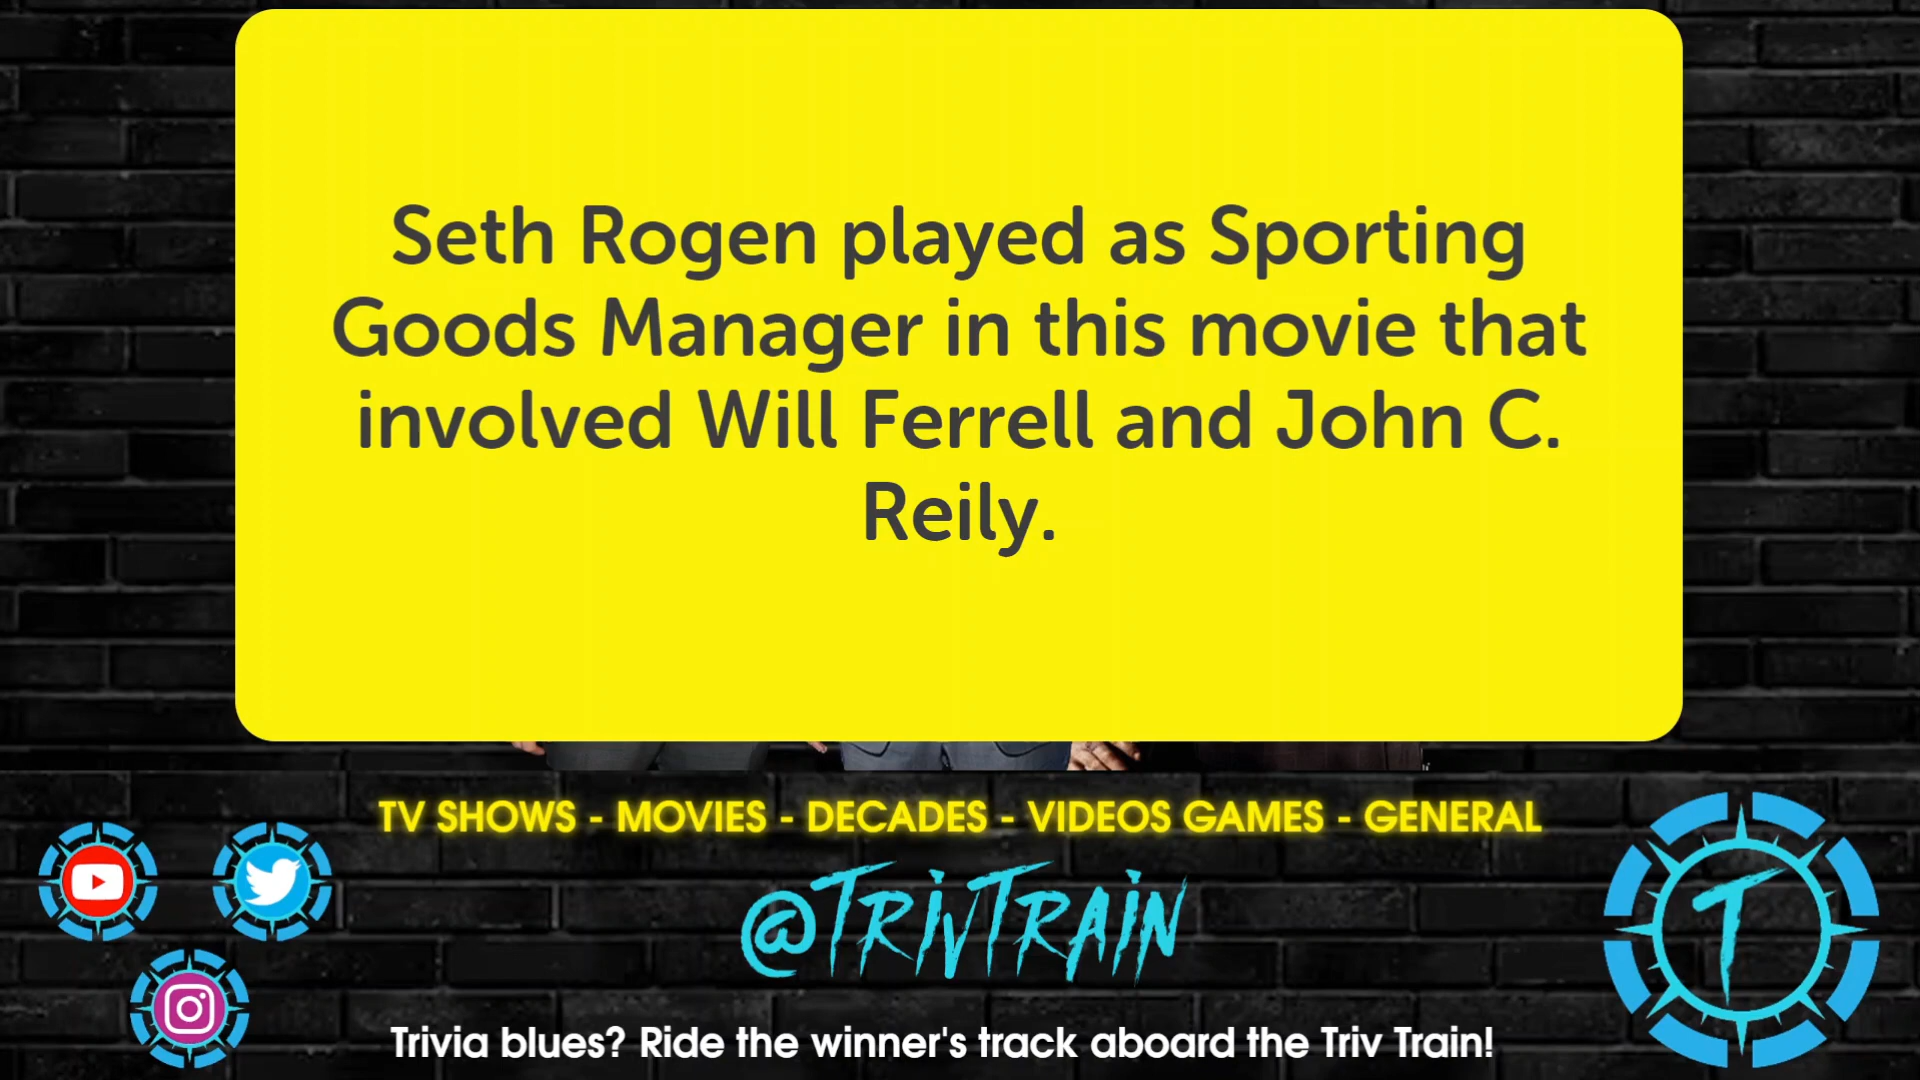 Seth Rogen played as Sporting
Goods Manager in this movie that
involved Will Ferrell and John C.
Reily.
TV SHOWS - MOVIES - DECADES - VIDEOS GAMES - GENERAL
@TRIVTRAIN
T
Trivia blues? Ride the winner's track aboard the Triv Train!